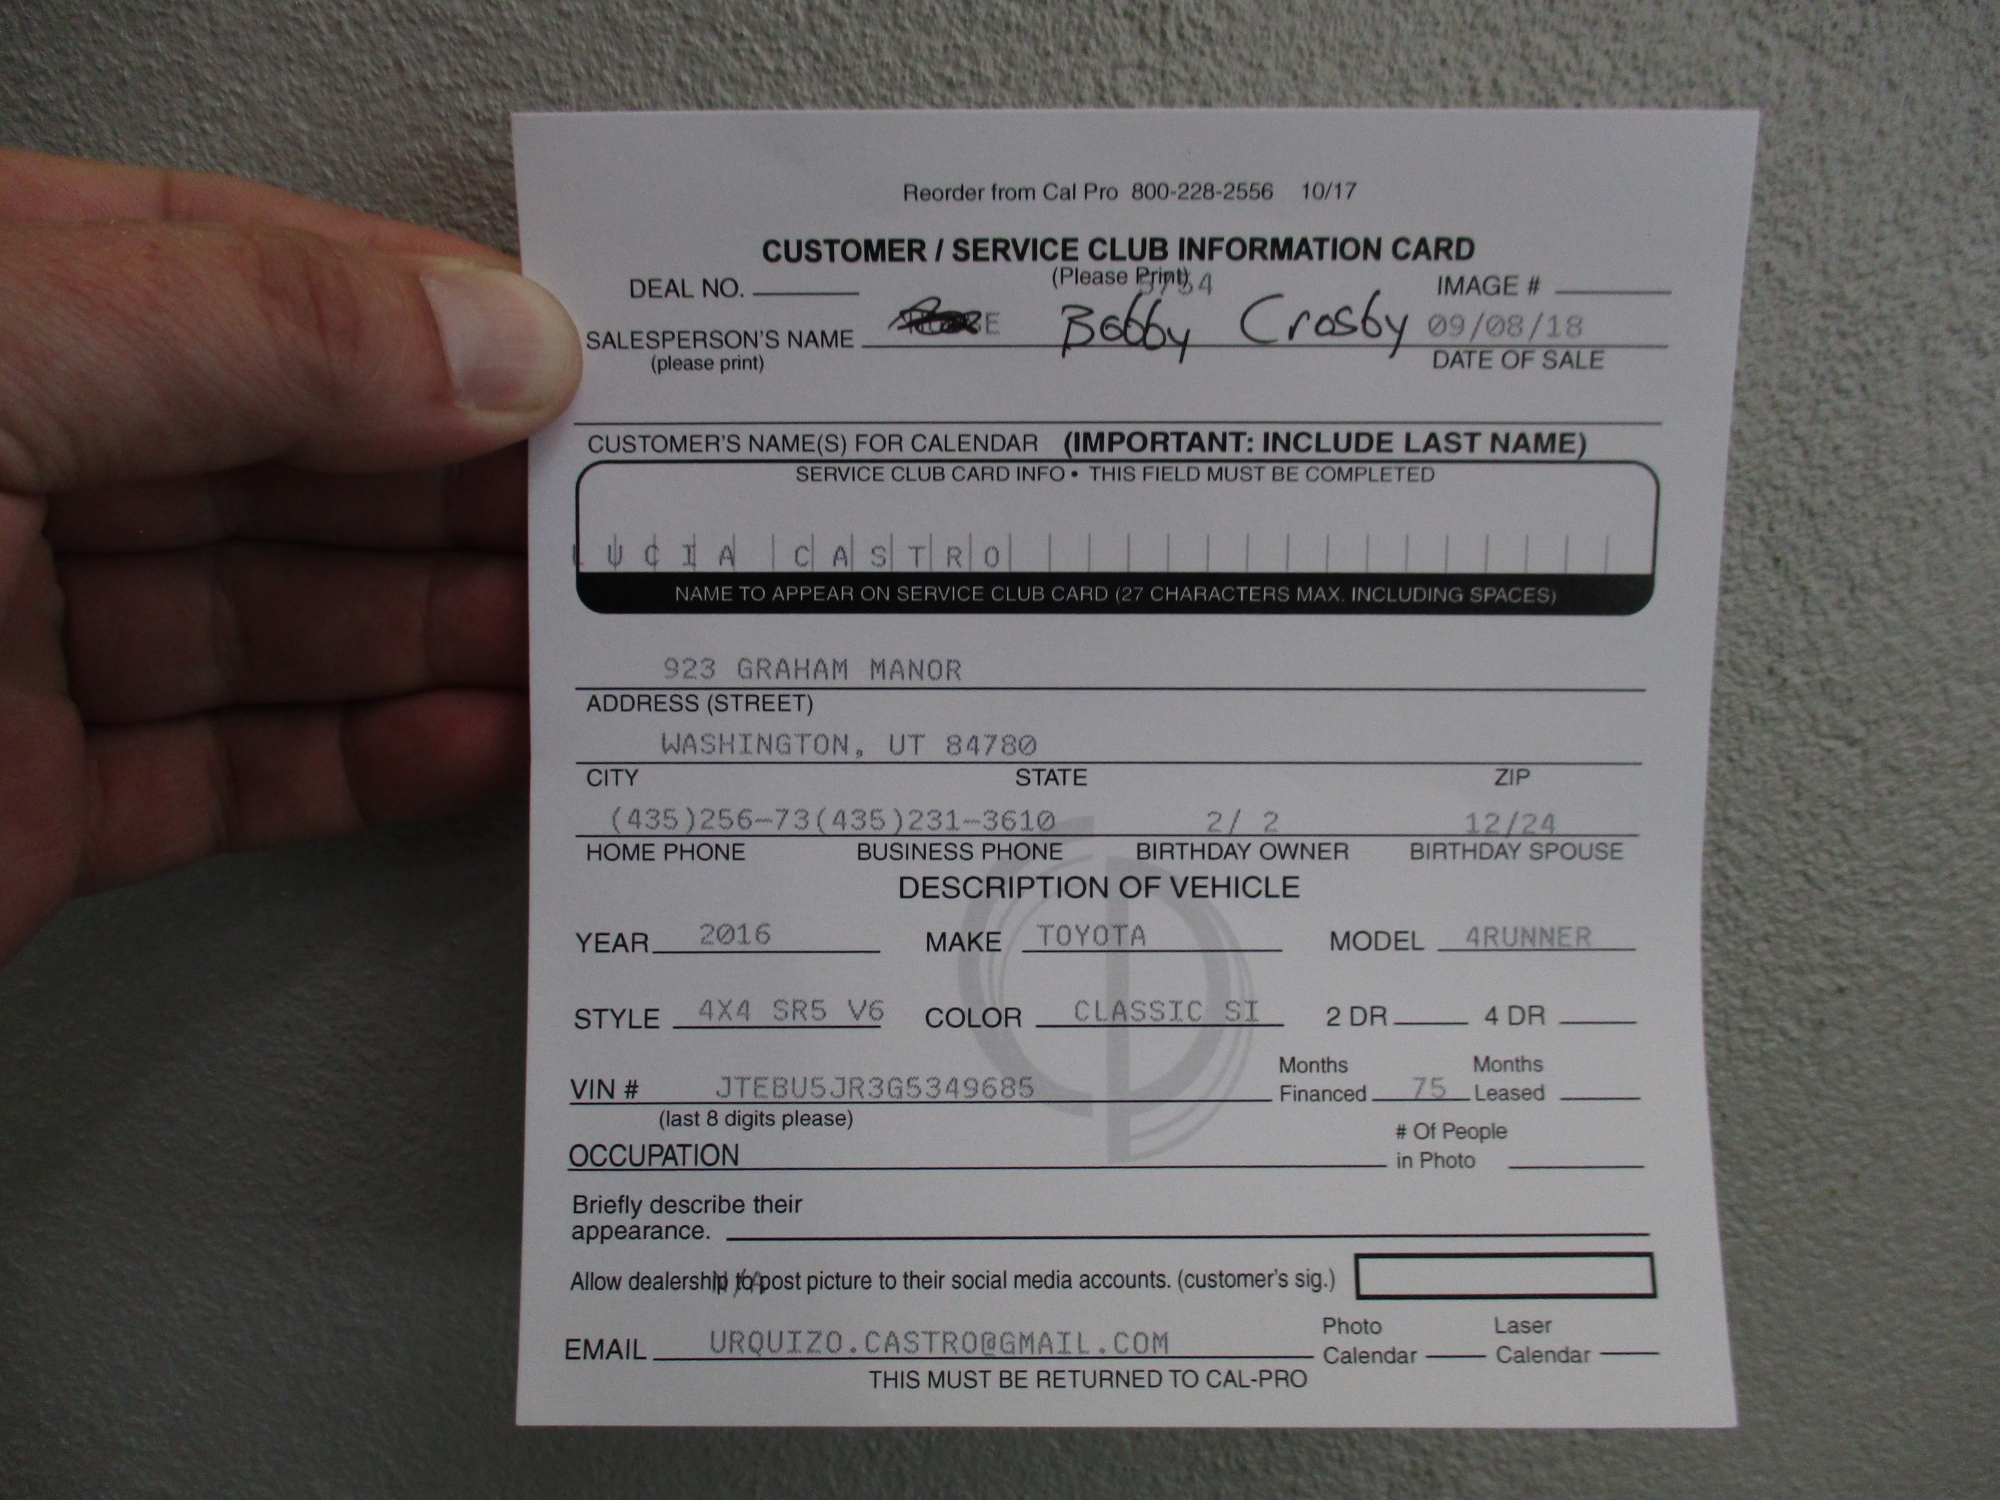 Reorder from Cal Pro 800-228-2556 10/17
CUSTOMER / SERVICE CLUB INFORMATION CARD
(Please Print)
DEAL NO. IMAGE #
SALESPERSON'S NAME Bobby Crosby 09/08/18
(please print) DATE OF SALE
CUSTOMER'S NAME(S) FOR CALENDAR (IMPORTANT: INCLUDE LAST NAME)
SERVICE CLUB CARD INFO • THIS FIELD MUST BE COMPLETED
LUCIA CASTRO
NAME TO APPEAR ON SERVICE CLUB CARD (27 CHARACTERS MAX. INCLUDING SPACES)
923 GRAHAM MANOR
ADDRESS (STREET)
WASHINGTON, UT 84780
CITY STATE ZIP
(435)256-73(435)231-3610 2/ 2 12/24
HOME PHONE BUSINESS PHONE BIRTHDAY OWNER BIRTHDAY SPOUSE
DESCRIPTION OF VEHICLE
YEAR 2016 MAKE TOYOTA MODEL 4RUNNER
STYLE 4X4 SR5 V6 COLOR CLASSIC SI 2 DR 4 DR
VIN # JTEBU5JR3G5349685 Months Financed 75 Months Leased
(last 8 digits please)
OCCUPATION # Of People in Photo
Briefly describe their
appearance.
Allow dealership to post picture to their social media accounts. (customer's sig.)
N/A
EMAIL URQUIZO.CASTRO@GMAIL.COM Photo Calendar Laser Calendar
THIS MUST BE RETURNED TO CAL-PRO